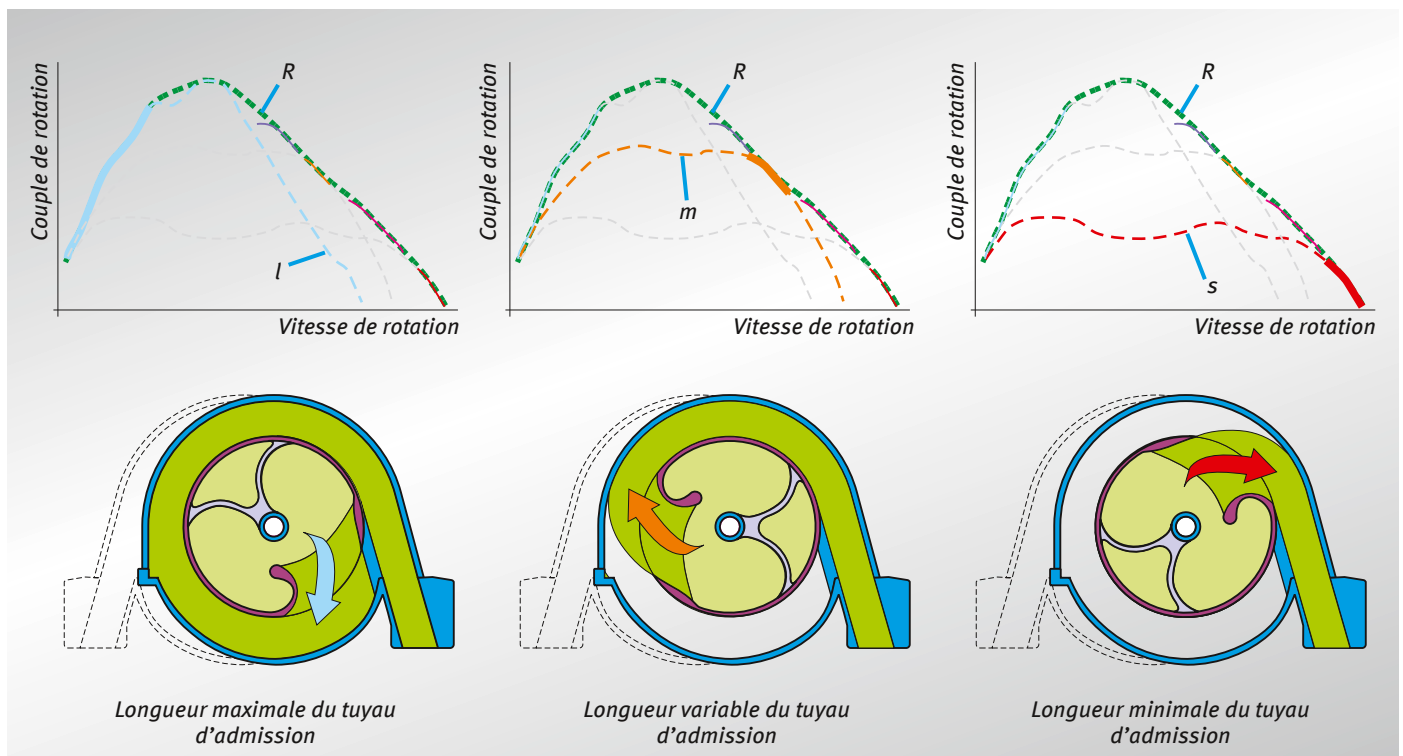 Couple de rotation
R
l
Vitesse de rotation
Couple de rotation
R
m
Vitesse de rotation
Couple de rotation
R
s
Vitesse de rotation
Longueur maximale du tuyau
d’admission
Longueur variable du tuyau
d’admission
Longueur minimale du tuyau
d’admission